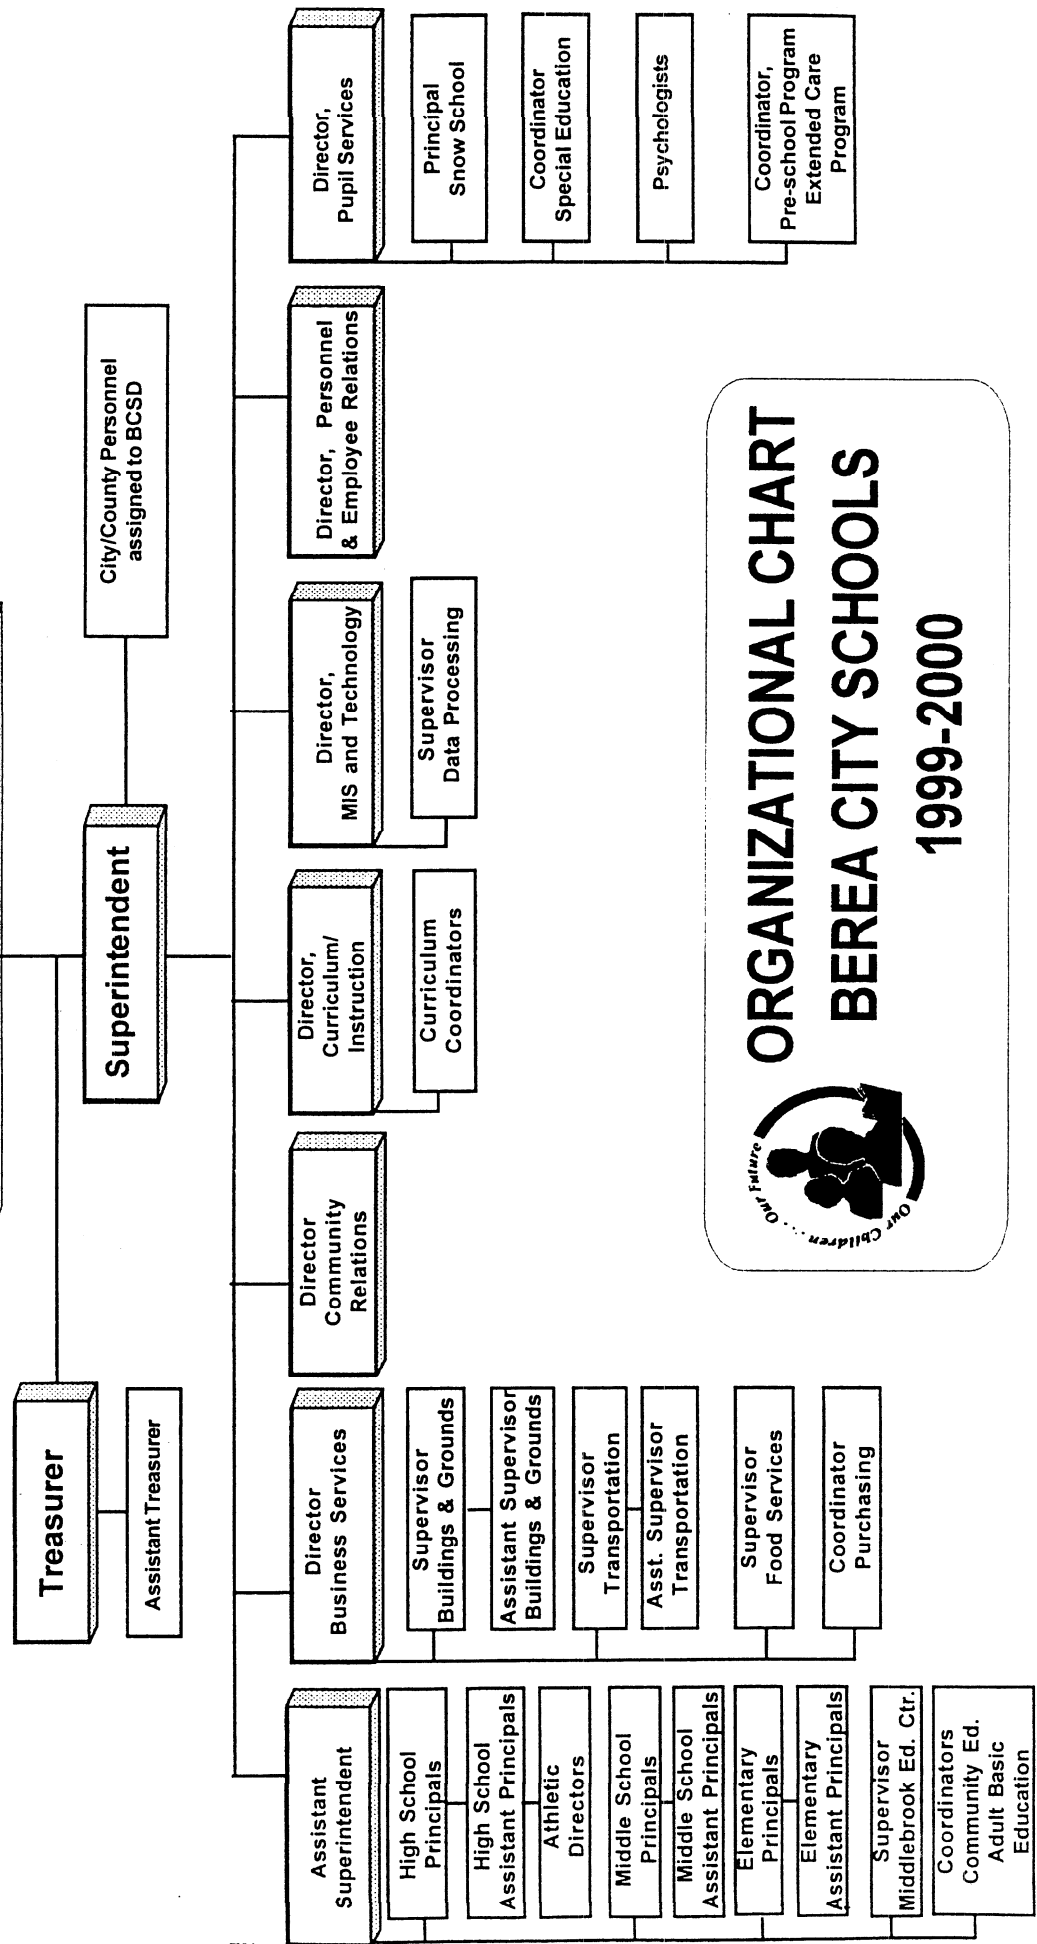 Treasurer
Assistant Treasurer
Superintendent
City/County Personnel
assigned to BCSD
Assistant
Superintendent
High School
Principals
High School
Assistant Principals
Athletic
Directors
Middle School
Principals
Middle School
Assistant Principals
Elementary
Principals
Elementary
Assistant Principals
Supervisor
Middlebrook Ed. Ctr.
Coordinators
Community Ed.
Adult Basic
Education
Director
Business Services
Supervisor
Buildings & Grounds
Assistant Supervisor
Buildings & Grounds
Supervisor
Transportation
Asst. Supervisor
Transportation
Supervisor
Food Services
Coordinator
Purchasing
Director
Community
Relations
Director,
Curriculum/
Instruction
Curriculum
Coordinators
Director,
MIS and Technology
Supervisor
Data Processing
Director, Personnel
& Employee Relations
Director,
Pupil Services
Principal
Snow School
Coordinator
Special Education
Psychologists
Coordinator,
Pre-school Program
Extended Care
Program
Our Children . . . Our Future
ORGANIZATIONAL CHART
BEREA CITY SCHOOLS
1999-2000